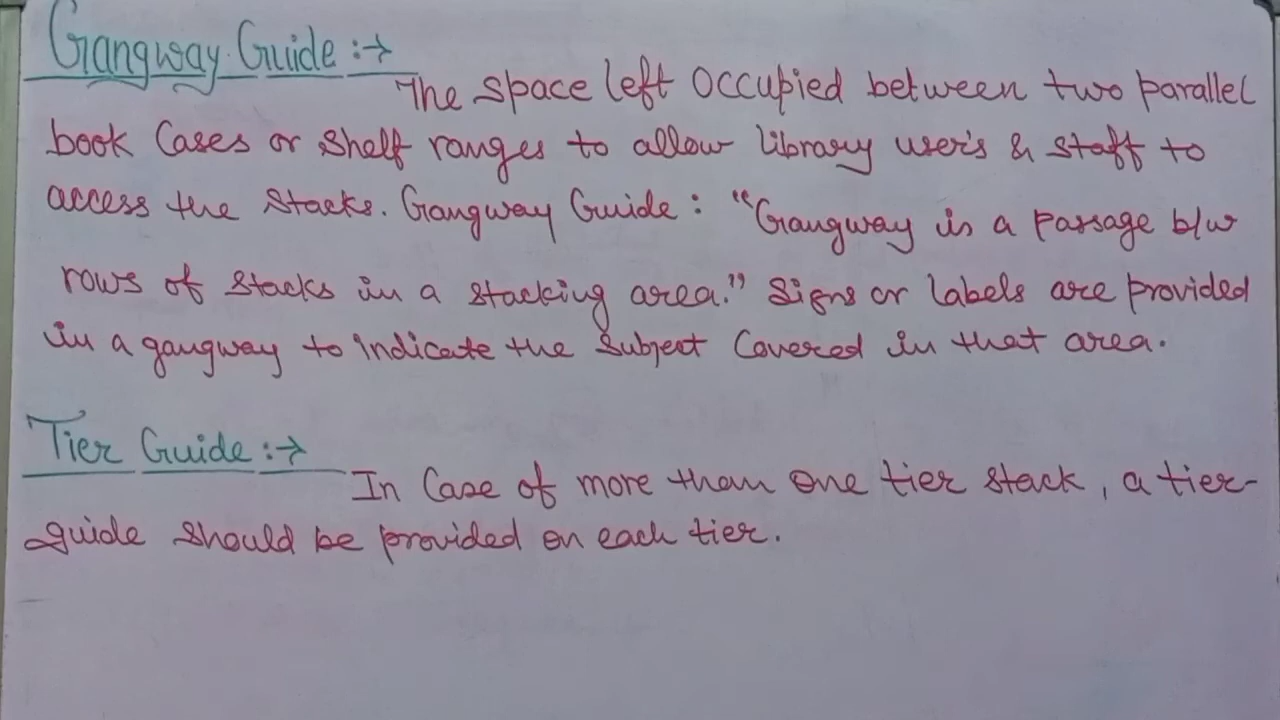 Gangway Guide :→
The space left occupied between two parallel
book Cases or Shelf ranges to allow library user's & staff to
access the Stacks. Gangway Guide : "Gangway is a passage b/w
rows of stacks in a stacking area." Signs or labels are provided
in a gangway to indicate the Subject Covered in that area.
Tier Guide :→
In Case of more than one tier stack, a tier-
guide should be provided on each tier.